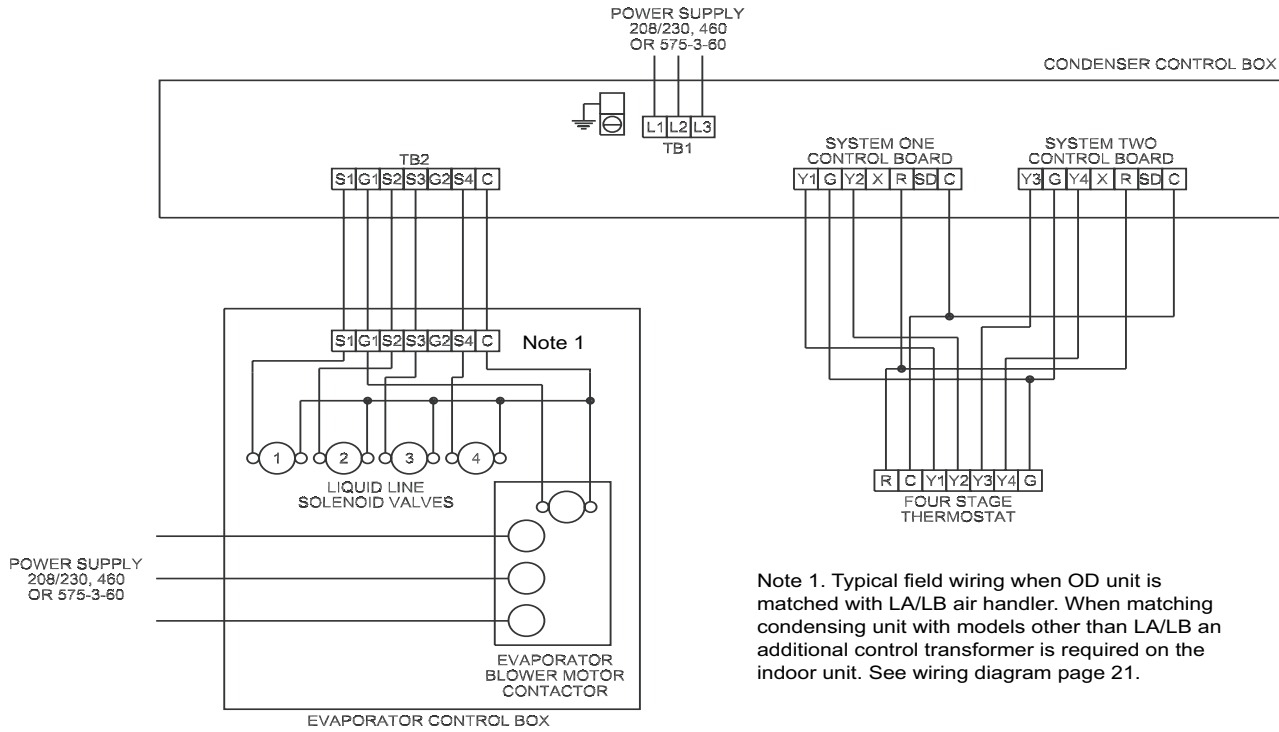 POWER SUPPLY
208/230, 460
OR 575-3-60
CONDENSER CONTROL BOX
L1 L2 L3
TB1
TB2
S1 G1 S2 S3 G2 S4 C
SYSTEM ONE
CONTROL BOARD
Y1 G Y2 X R SD C
SYSTEM TWO
CONTROL BOARD
Y3 G Y4 X R SD C
S1 G1 S2 S3 G2 S4 C
Note 1
1 2 3 4
LIQUID LINE
SOLENOID VALVES
R C Y1 Y2 Y3 Y4 G
FOUR STAGE
THERMOSTAT
POWER SUPPLY
208/230, 460
OR 575-3-60
EVAPORATOR
BLOWER MOTOR
CONTACTOR
EVAPORATOR CONTROL BOX
Note 1. Typical field wiring when OD unit is
matched with LA/LB air handler. When matching
condensing unit with models other than LA/LB an
additional control transformer is required on the
indoor unit. See wiring diagram page 21.